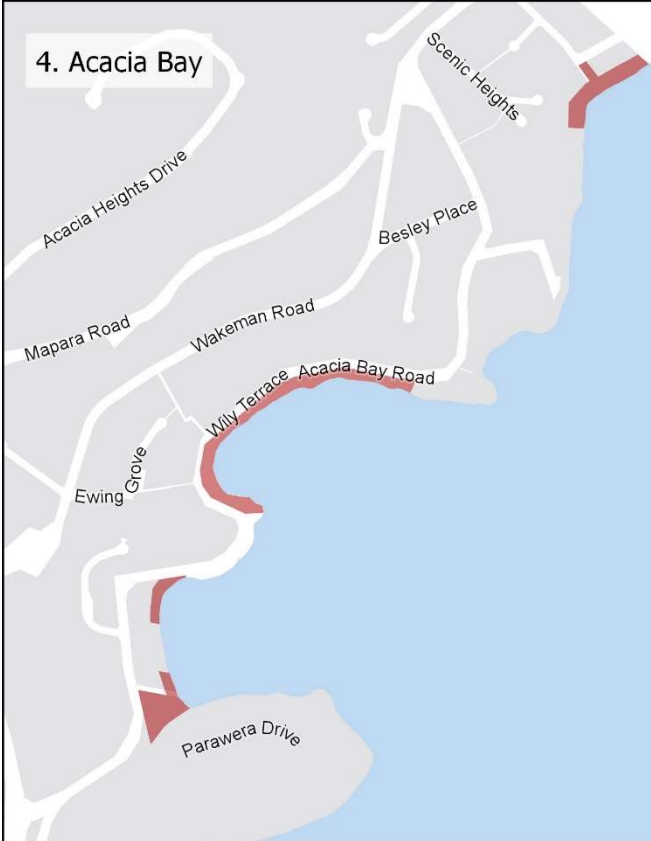 4. Acacia Bay
Scenic Heights
Acacia Heights Drive
Besley Place
Mapara Road
Wakeman Road
Wily Terrace
Acacia Bay Road
Ewing Grove
Parawera Drive